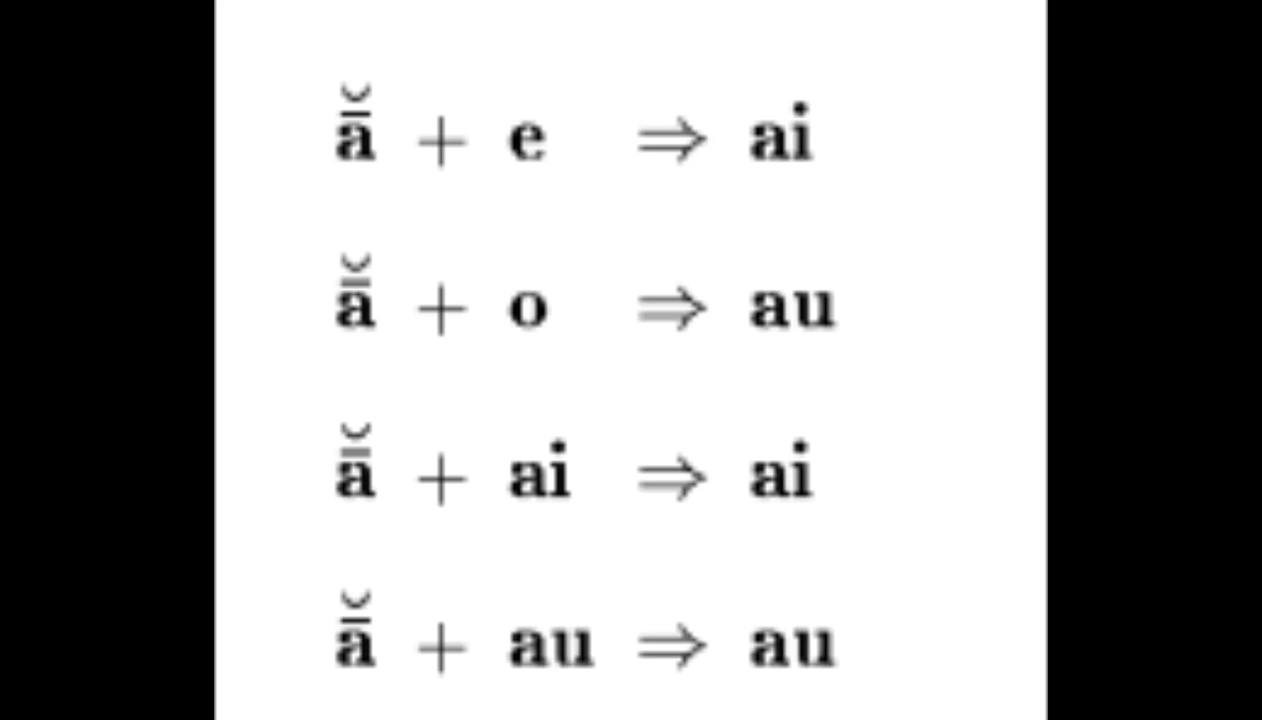 ā̆ + e ⇒ ai
ā̆ + o ⇒ au
ā̆ + ai ⇒ ai
ā̆ + au ⇒ au